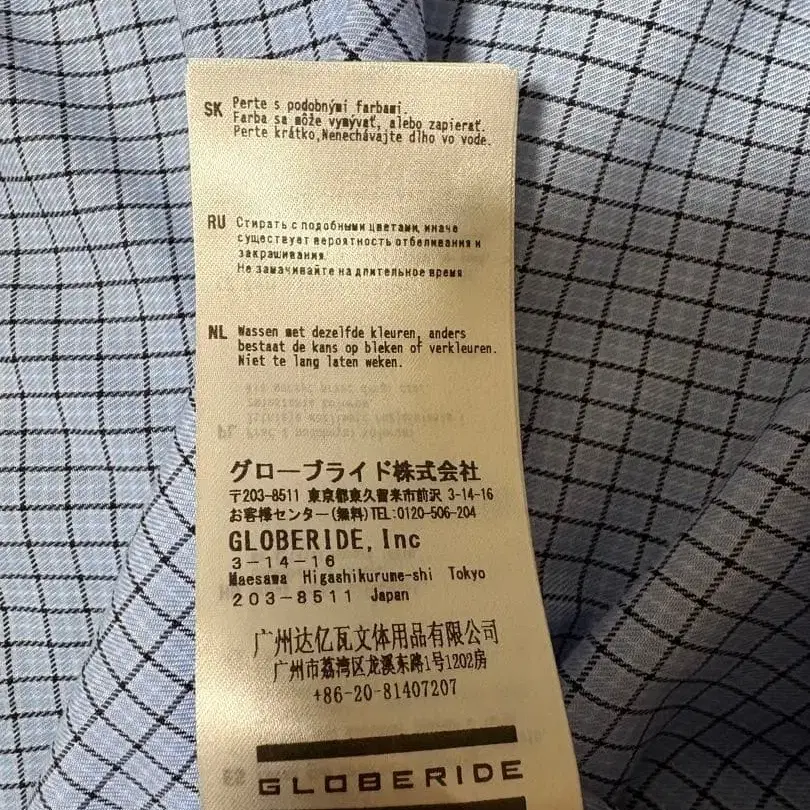 SK Perte s podobnými farbami.
Farba sa môže vymývať, alebo zapierať.
Perte krátko,Nenechávajte dlho vo vode.
RU Стирать с подобными цветами, иначе
существует вероятность отбеливания и
закрашивания.
Не замачивайте на длительное время
NL Wassen met dezelfde kleuren, anders
bestaat de kans op bleken of verkleuren.
Niet te lang laten weken.
グローブライド株式会社
〒203-8511 東京都東久留米市前沢 3-14-16
お客様センター(無料)TEL:0120-506-204
GLOBERIDE,Inc
3-14-16
Maesawa Higashikurume-shi Tokyo
203-8511 Japan
广州达亿瓦文体用品有限公司
广州市荔湾区龙溪东路1号1202房
+86-20-81407207
GLOBERIDE